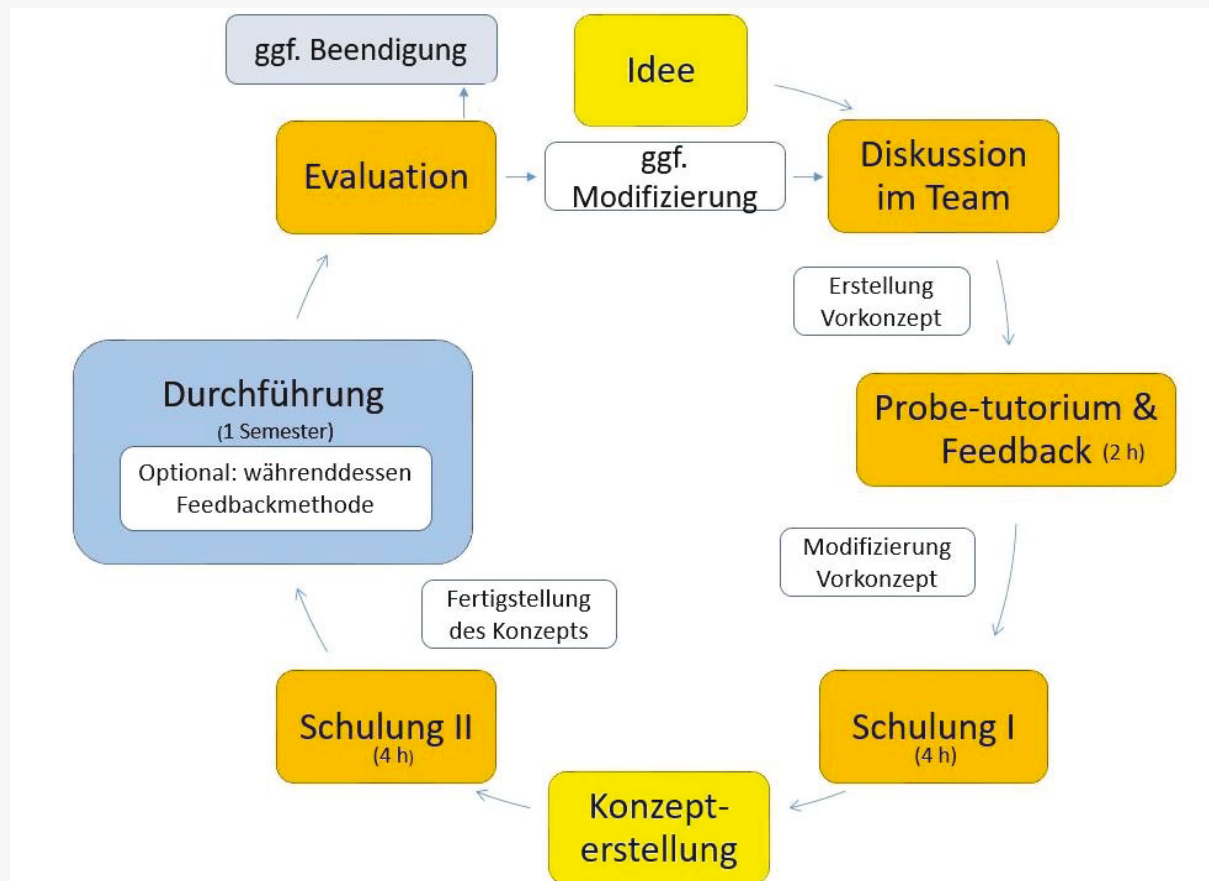 ggf. Beendigung
Idee
Evaluation
ggf.
Modifizierung
Diskussion
im Team
Erstellung
Vorkonzept
Probe-tutorium &
Feedback (2 h)
Modifizierung
Vorkonzept
Schulung I
(4 h)
Konzept-
erstellung
Schulung II
(4 h)
Fertigstellung
des Konzepts
Durchführung
(1 Semester)
Optional: währenddessen
Feedbackmethode